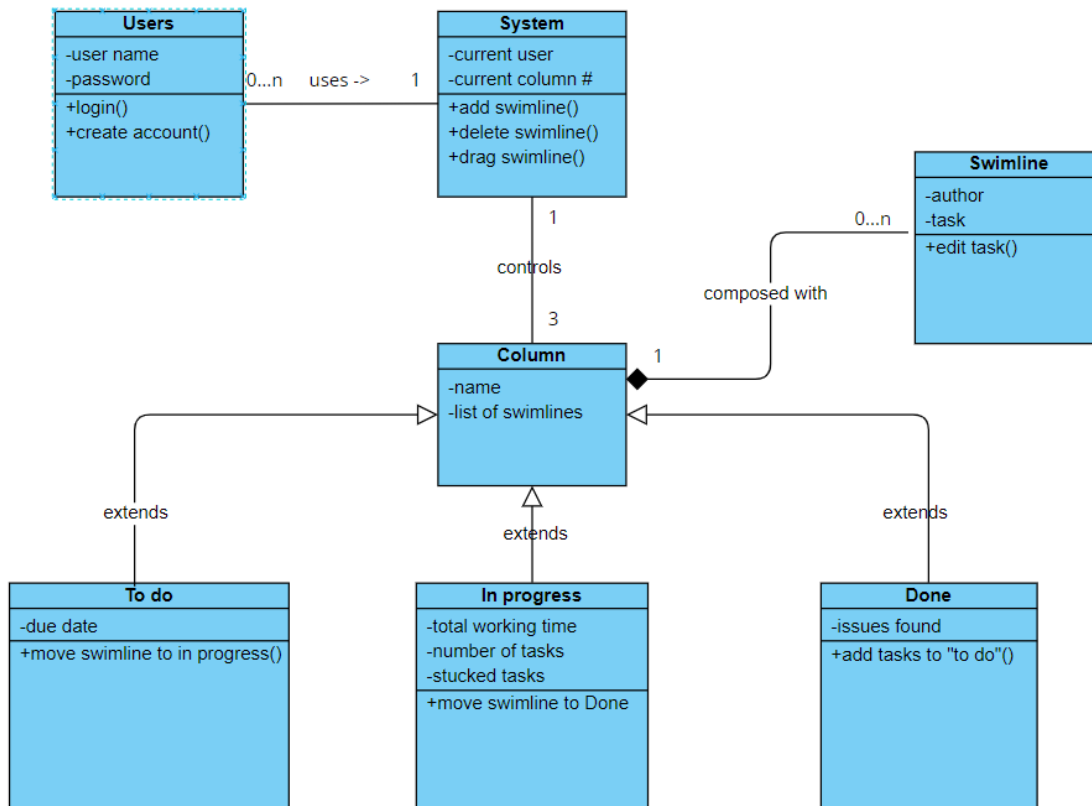 Users
-user name
-password
+login()
+create account()
0...n
uses ->
1
System
-current user
-current column #
+add swimline()
+delete swimline()
+drag swimline()
1
controls
3
Swimline
-author
-task
+edit task()
0...n
composed with
1
Column
-name
-list of swimlines
extends
extends
extends
To do
-due date
+move swimline to in progress()
In progress
-total working time
-number of tasks
-stucked tasks
+move swimline to Done
Done
-issues found
+add tasks to "to do"()